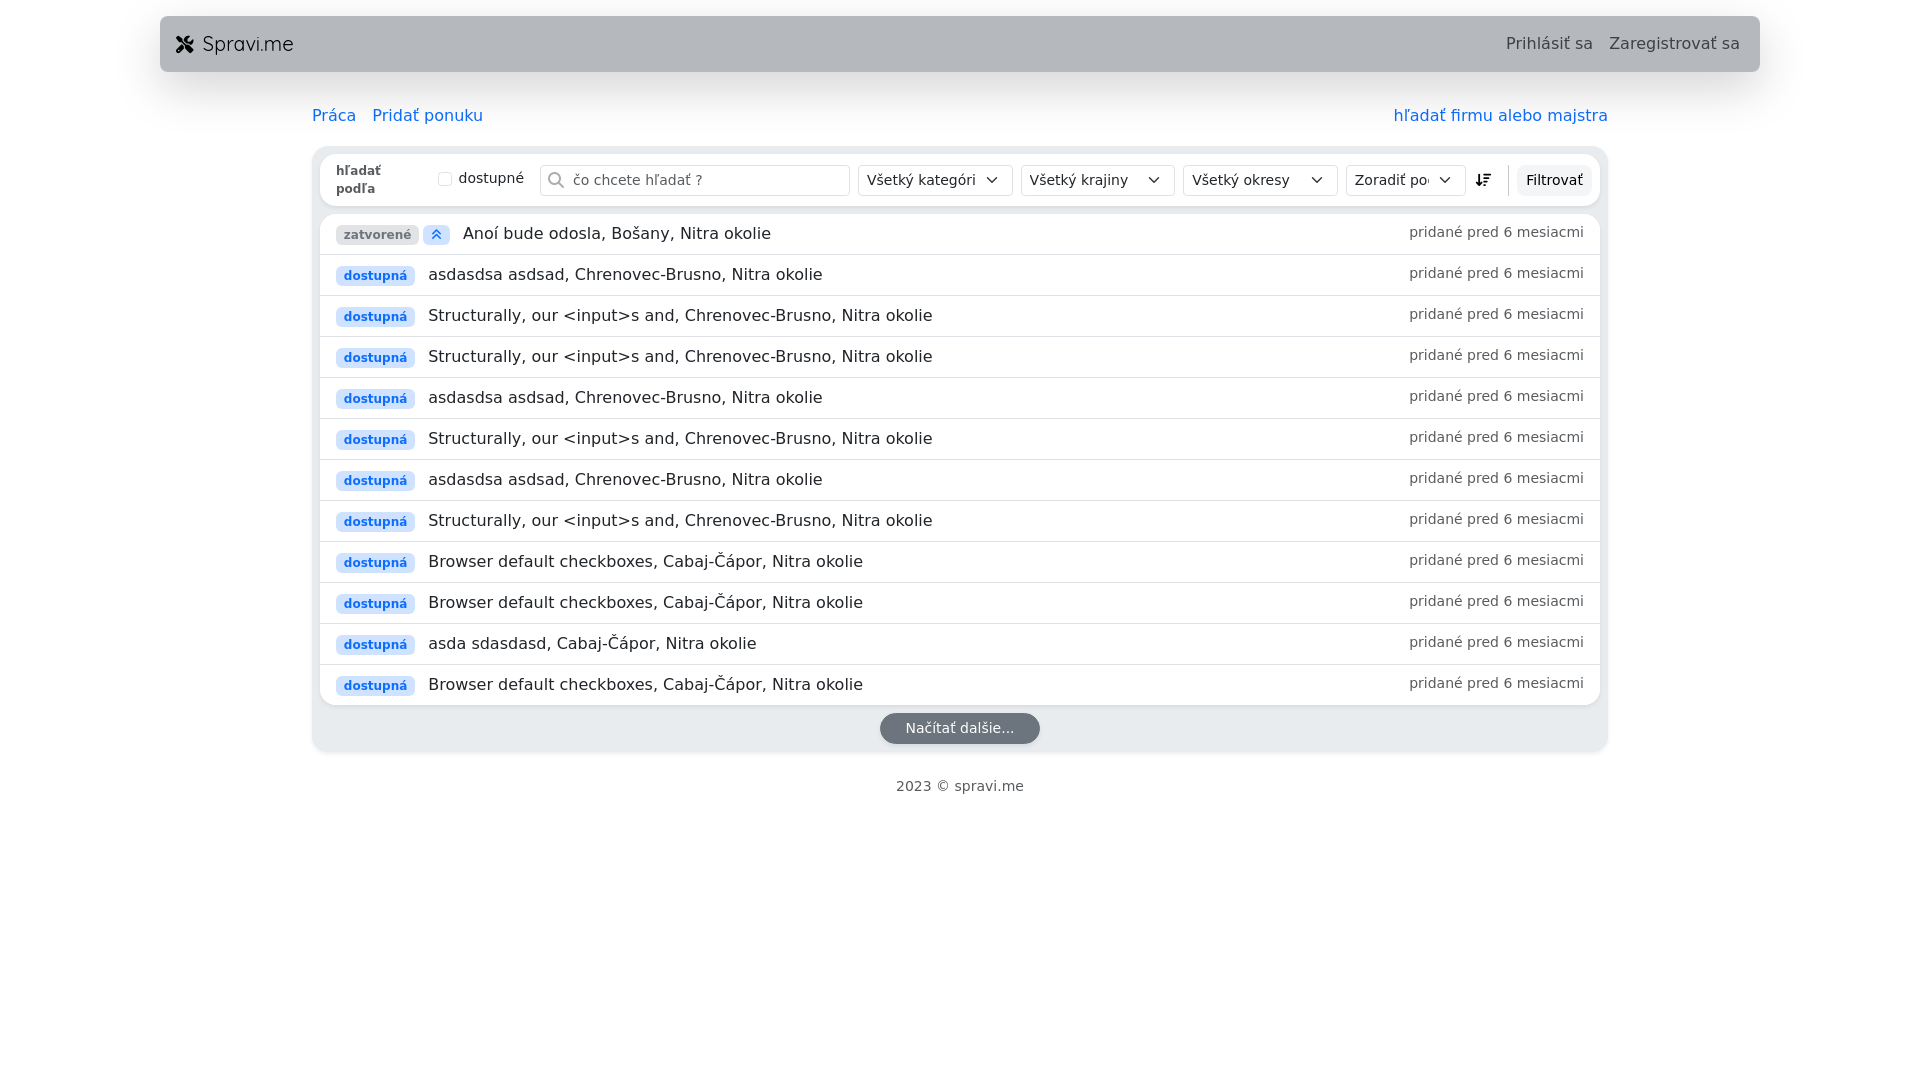 Spravi.me
Prihlásiť sa
Zaregistrovať sa
Práca
Pridať ponuku
hľadať firmu alebo majstra
hľadať
podľa
dostupné
čo chcete hľadať ?
Všetký kategóri
Všetký krajiny
Všetký okresy
Zoradiť po
Filtrovať
zatvorené Anoí bude odosla, Bošany, Nitra okolie pridané pred 6 mesiacmi
dostupná asdasdsa asdsad, Chrenovec-Brusno, Nitra okolie pridané pred 6 mesiacmi
dostupná Structurally, our <input>s and, Chrenovec-Brusno, Nitra okolie pridané pred 6 mesiacmi
dostupná Structurally, our <input>s and, Chrenovec-Brusno, Nitra okolie pridané pred 6 mesiacmi
dostupná asdasdsa asdsad, Chrenovec-Brusno, Nitra okolie pridané pred 6 mesiacmi
dostupná Structurally, our <input>s and, Chrenovec-Brusno, Nitra okolie pridané pred 6 mesiacmi
dostupná asdasdsa asdsad, Chrenovec-Brusno, Nitra okolie pridané pred 6 mesiacmi
dostupná Structurally, our <input>s and, Chrenovec-Brusno, Nitra okolie pridané pred 6 mesiacmi
dostupná Browser default checkboxes, Cabaj-Čápor, Nitra okolie pridané pred 6 mesiacmi
dostupná Browser default checkboxes, Cabaj-Čápor, Nitra okolie pridané pred 6 mesiacmi
dostupná asda sdasdasd, Cabaj-Čápor, Nitra okolie pridané pred 6 mesiacmi
dostupná Browser default checkboxes, Cabaj-Čápor, Nitra okolie pridané pred 6 mesiacmi
Načítať dalšie...
2023 © spravi.me